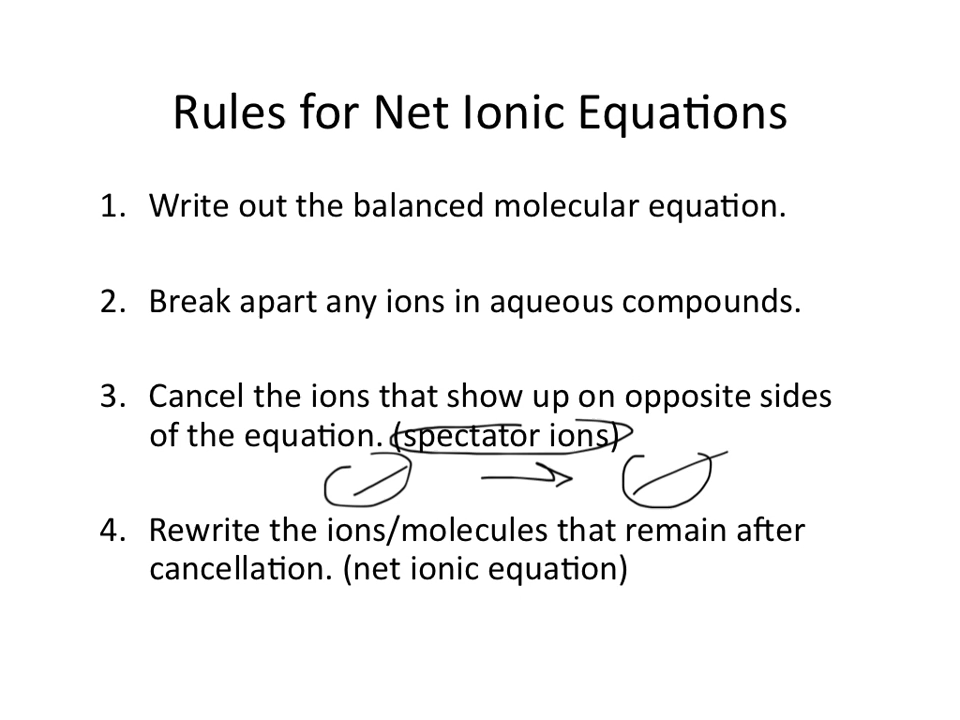 Rules for Net Ionic Equations
1. Write out the balanced molecular equation.
2. Break apart any ions in aqueous compounds.
3. Cancel the ions that show up on opposite sides
of the equation. (spectator ions)
4. Rewrite the ions/molecules that remain after
cancellation. (net ionic equation)